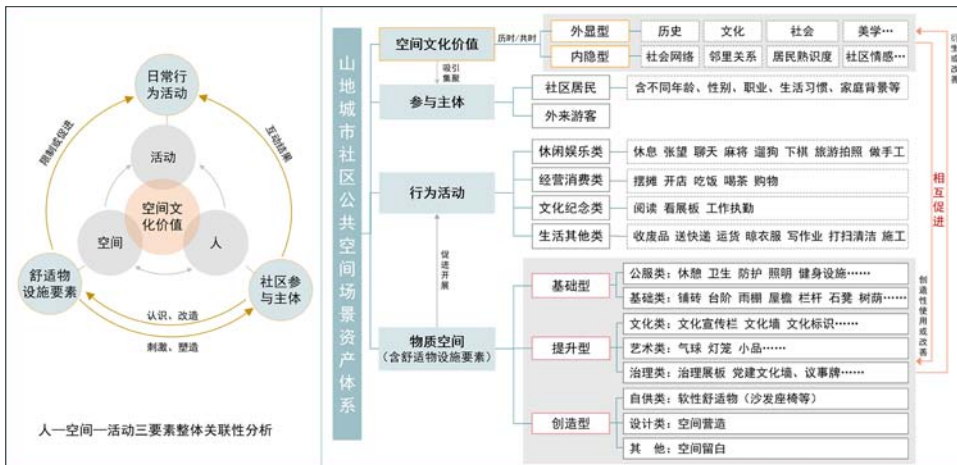 日常行
为活动
限制或促进
互动结果
活动
空间文
化价值
空间
人
舒适物
设施要素
社区参
与主体
认识、改造
刺激、塑造
人—空间—活动三要素整体关联性分析
山地城市社区公共空间场景资产体系
空间文化价值
历时/共时
外显型
历史
文化
社会
美学…
内隐型
社会网络
邻里关系
居民熟识度
社区情感…
吸引
集聚
参与主体
社区居民
含不同年龄、性别、职业、生活习惯、家庭背景等
外来游客
行为活动
休闲娱乐类
休息 张望 聊天 麻将 遛狗 下棋 旅游拍照 做手工
经营消费类
摆摊 开店 吃饭 喝茶 购物
文化纪念类
阅读 看展板 工作执勤
生活其他类
收废品 送快递 运货 晾衣服 写作业 打扫清洁 施工
促进
开展
物质空间
(含舒适物设施要素)
基础型
公服类：休憩 卫生 防护 照明 健身设施……
基础类：铺砖 台阶 雨棚 屋檐 栏杆 石凳 树荫……
提升型
文化类：文化宣传栏 文化墙 文化标识……
艺术类：气球 灯笼 小品……
治理类：治理展板 党建文化墙、议事牌……
创造型
自供类：软性舒适物（沙发座椅等）
设计类：空间营造
其 他：空间留白
衍生或改善
相互促进
创造性使用或改善